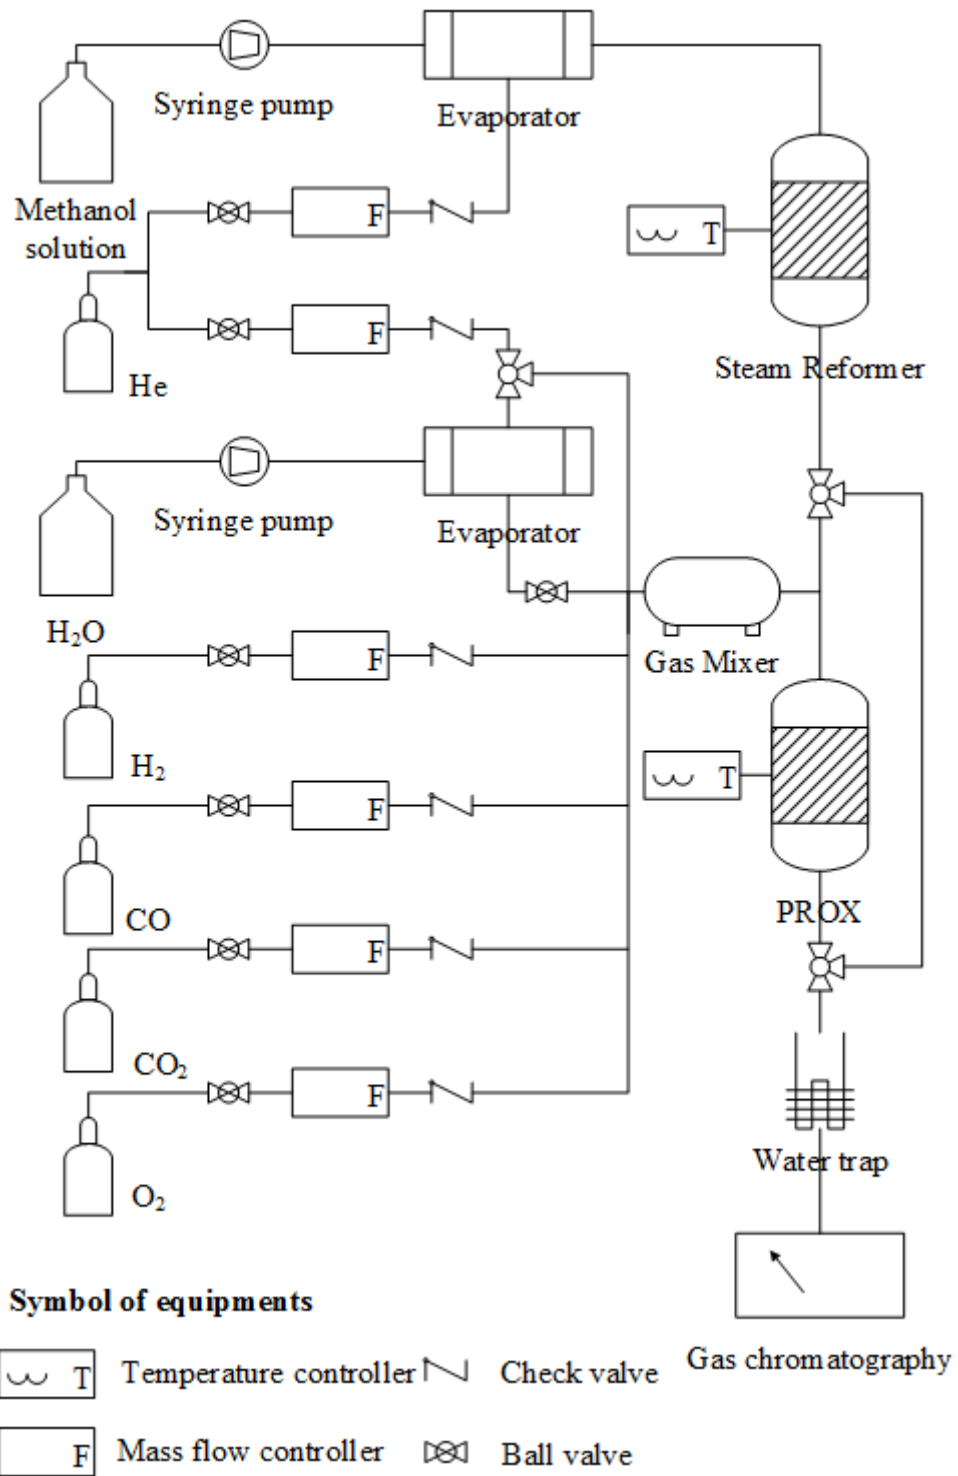 Syringe pump
Evaporator
Methanol
solution
F
T
F
He
Steam Reformer
Syringe pump
Evaporator
H₂O
F
Gas Mixer
H₂
T
F
CO
PROX
F
CO₂
F
Water trap
O₂
Symbol of equipments
Gas chromatography
T Temperature controller
Check valve
F Mass flow controller
Ball valve